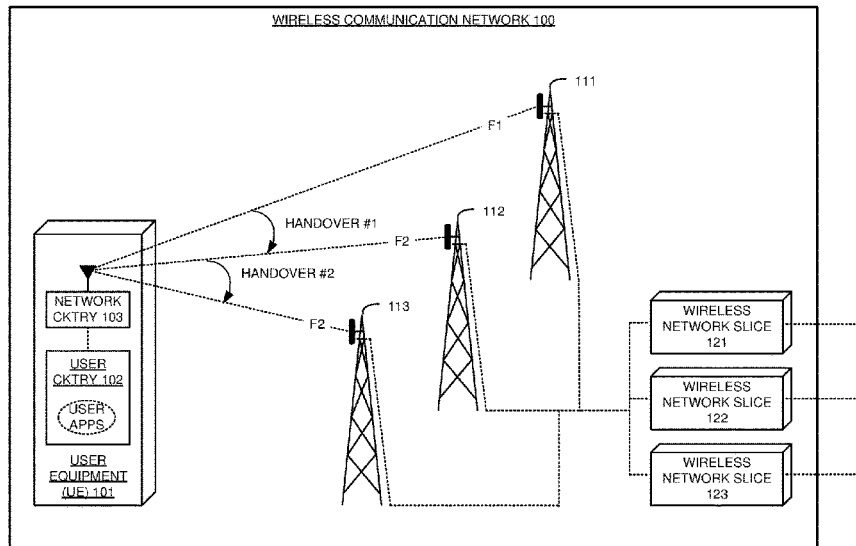 WIRELESS COMMUNICATION NETWORK 100
111
F1
HANDOVER #1
112
F2
HANDOVER #2
113
F2
NETWORK
CKTRY 103
USER
CKTRY 102
USER
APPS
USER
EQUIPMENT
(UE) 101
WIRELESS
NETWORK SLICE
121
WIRELESS
NETWORK SLICE
122
WIRELESS
NETWORK SLICE
123